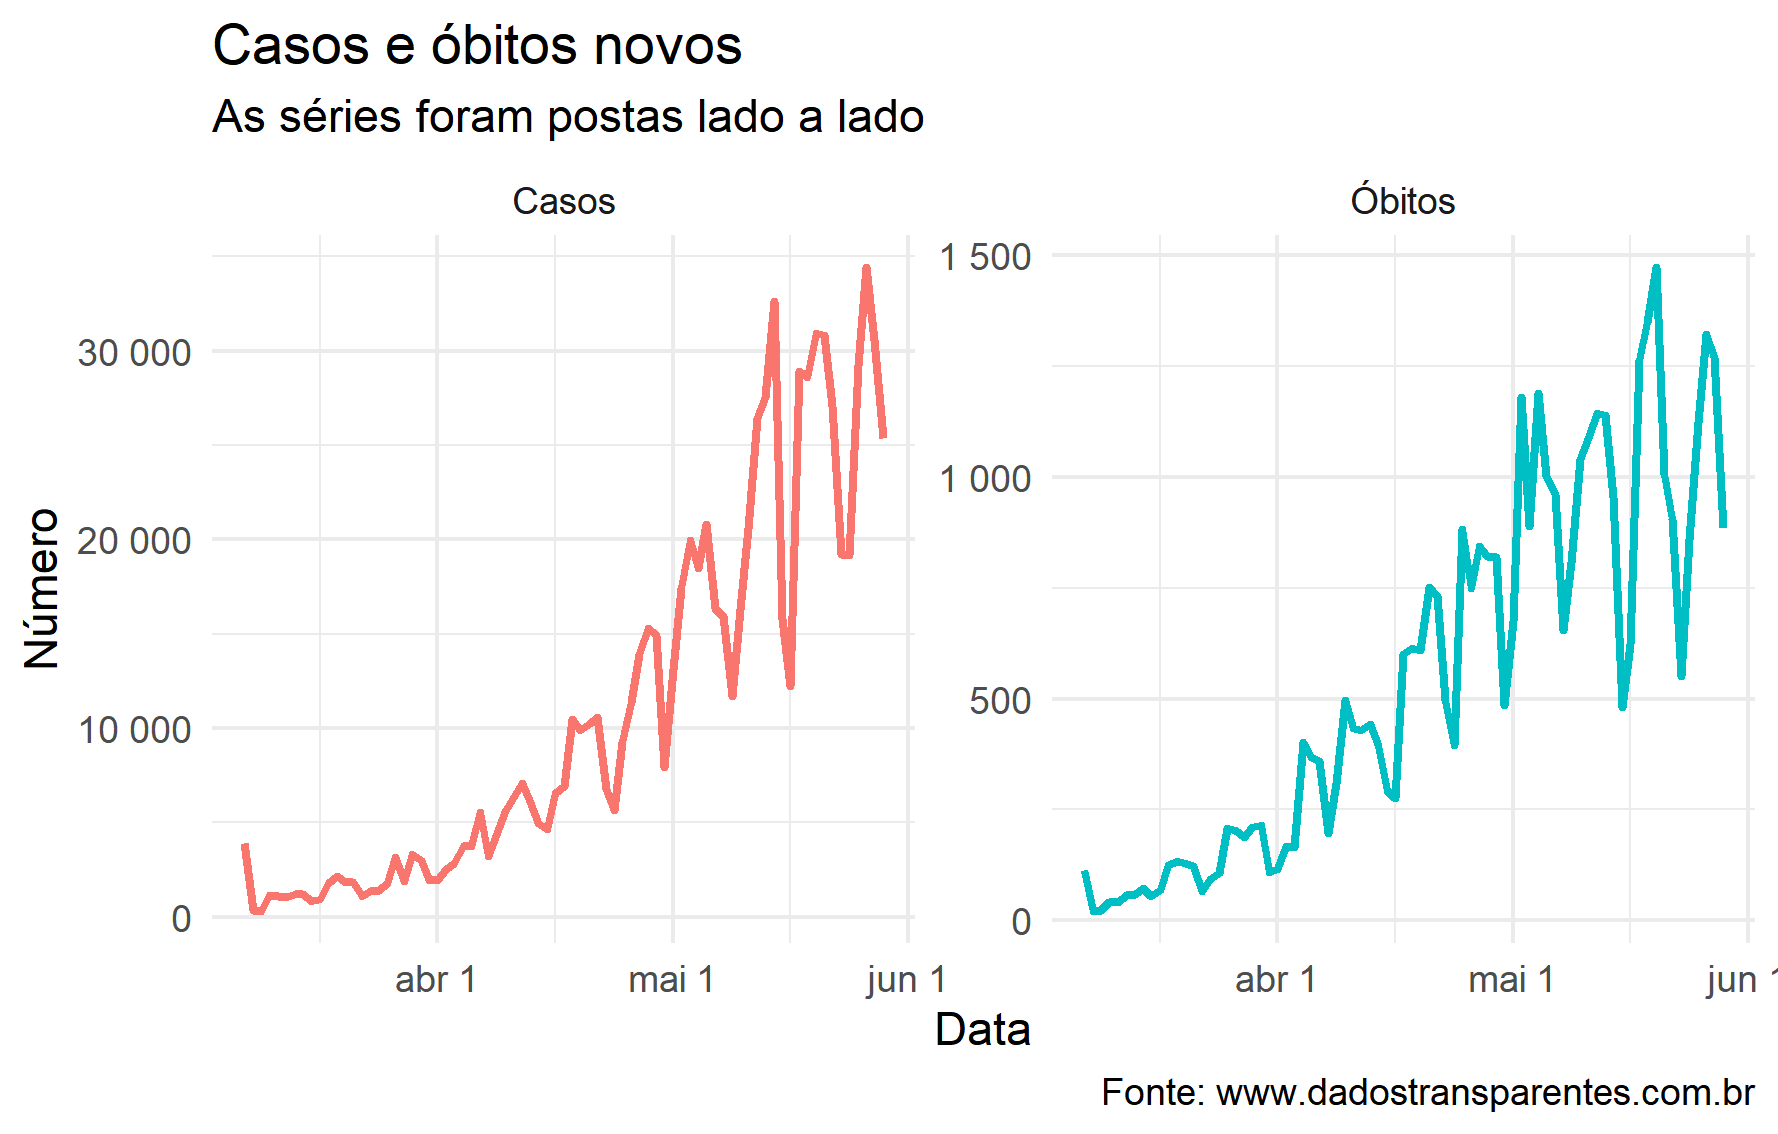 Casos e óbitos novos
As séries foram postas lado a lado
Casos
Óbitos
Número
30 000
20 000
10 000
0
1 500
1 000
500
0
abr 1
mai 1
jun 1
abr 1
mai 1
jun 1
Data
Fonte: www.dadostransparentes.com.br